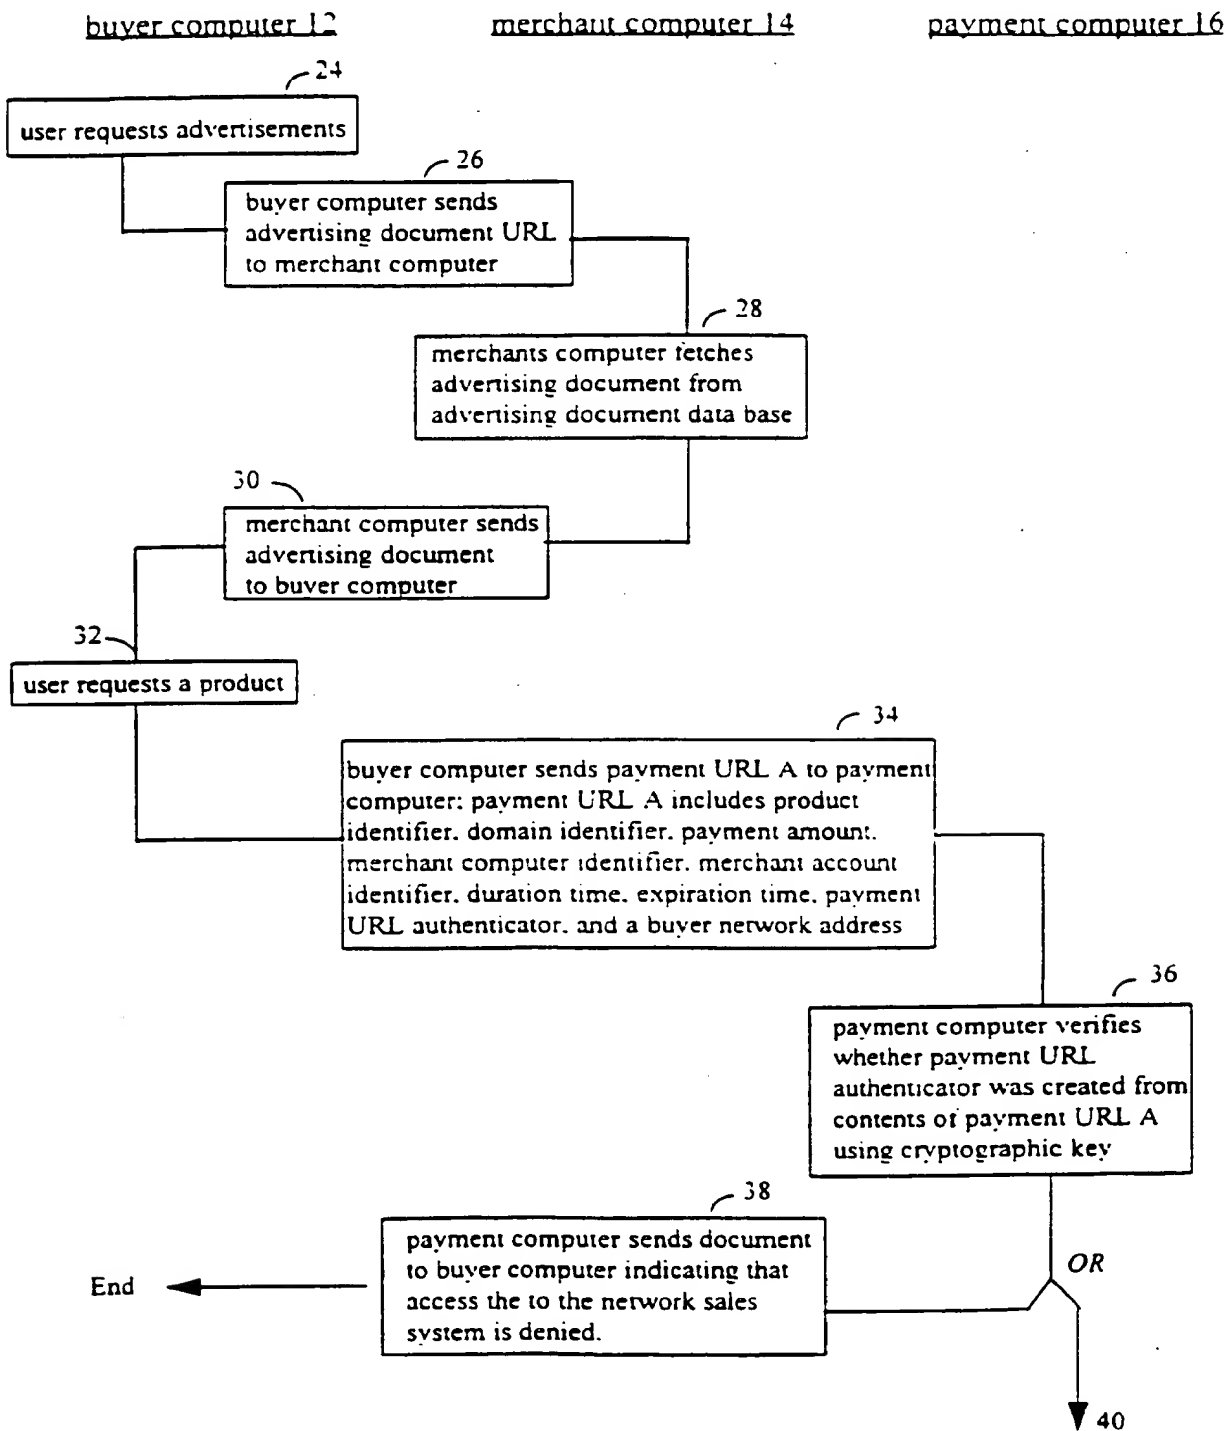 buyer computer 12
merchant computer 14
payment computer 16
24
user requests advertisements
26
buyer computer sends
advertising document URL
to merchant computer
28
merchants computer fetches
advertising document from
advertising document data base
30
merchant computer sends
advertising document
to buyer computer
32
user requests a product
34
buyer computer sends payment URL A to payment
computer; payment URL A includes product
identifier, domain identifier, payment amount,
merchant computer identifier, merchant account
identifier, duration time, expiration time, payment
URL authenticator, and a buyer network address
36
payment computer verifies
whether payment URL
authenticator was created from
contents of payment URL A
using cryptographic key
38
payment computer sends document
to buyer computer indicating that
access the to the network sales
system is denied.
End
OR
40